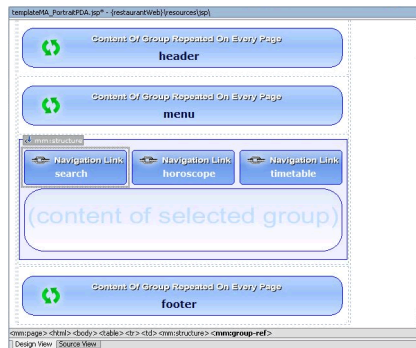 templateMA_PortraitPDA.jsp* - {restaurantWeb}\resources\jsp\
Content Of Group Repeated On Every Page
header
Content Of Group Repeated On Every Page
menu
mm:structure
Navigation Link
search
Navigation Link
horoscope
Navigation Link
timetable
(content of selected group)
Content Of Group Repeated On Every Page
footer
<mm:page> <html> <body> <table> <tr> <td> <mm:structure> <mm:group-ref>
Design View Source View